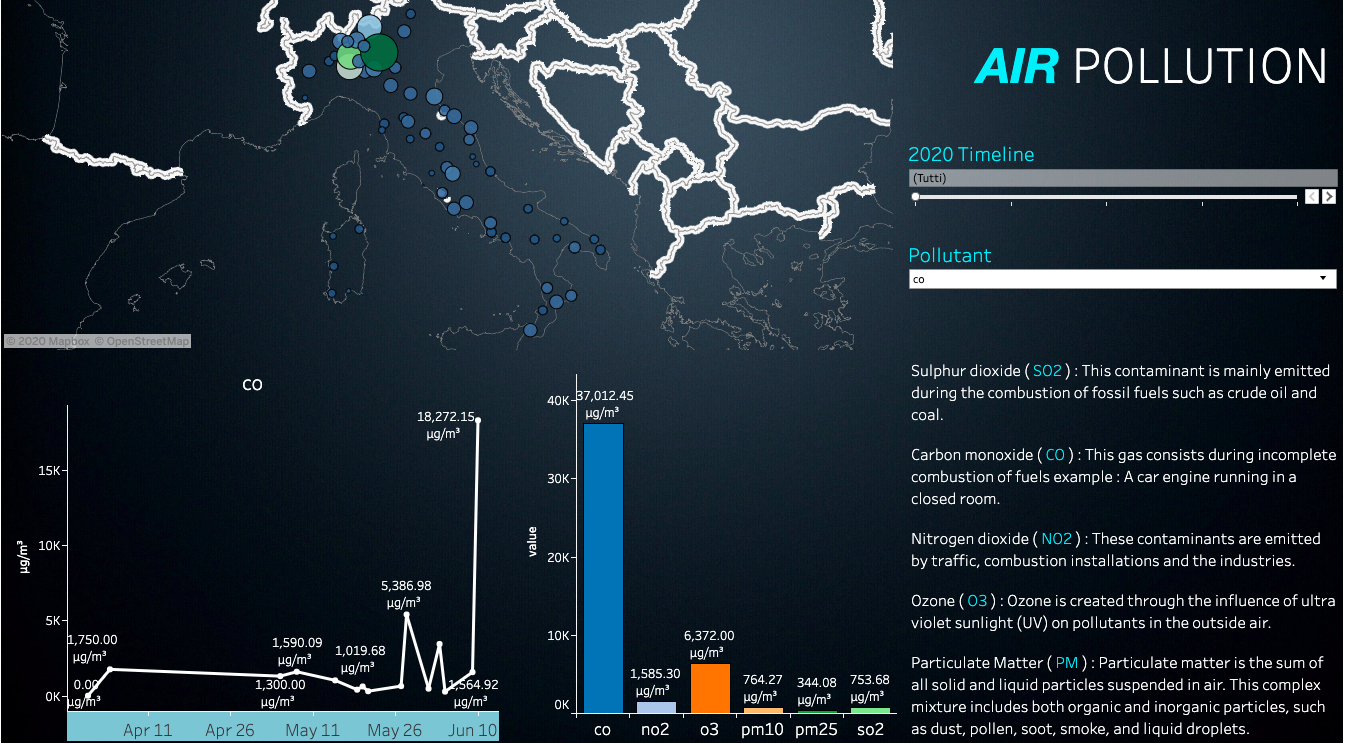 AIR POLLUTION
2020 Timeline
(Tutti)
Pollutant
co
© 2020 Mapbox © OpenStreetMap
Sulphur dioxide ( SO2 ) : This contaminant is mainly emitted
during the combustion of fossil fuels such as crude oil and
coal.
Carbon monoxide ( CO ) : This gas consists during incomplete
combustion of fuels example : A car engine running in a
closed room.
Nitrogen dioxide ( NO2 ) : These contaminants are emitted
by traffic, combustion installations and the industries.
Ozone ( O3 ) : Ozone is created through the influence of ultra
violet sunlight (UV) on pollutants in the outside air.
Particulate Matter ( PM ) : Particulate matter is the sum of
all solid and liquid particles suspended in air. This complex
mixture includes both organic and inorganic particles, such
as dust, pollen, soot, smoke, and liquid droplets.
co
µg/m³
15K
10K
5K
0K
0.00
µg/m³
1,750.00
µg/m³
1,300.00
µg/m³
1,590.09
µg/m³
1,019.68
µg/m³
5,386.98
µg/m³
1,564.92
µg/m³
18,272.15
µg/m³
Apr 11 Apr 26 May 11 May 26 Jun 10
value
40K
30K
20K
10K
0K
37,012.45
µg/m³
1,585.30
µg/m³
6,372.00
µg/m³
764.27
µg/m³
344.08
µg/m³
753.68
µg/m³
co no2 o3 pm10 pm25 so2